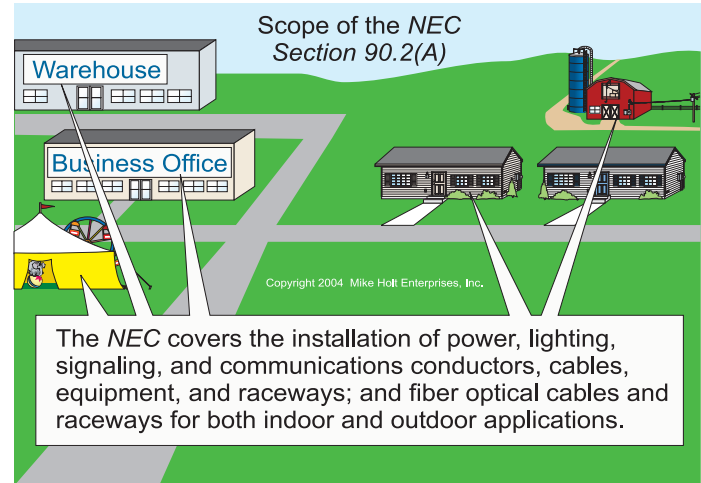 Scope of the NEC
Section 90.2(A)
Warehouse
Business Office
Copyright 2004 Mike Holt Enterprises, Inc.
The NEC covers the installation of power, lighting,
signaling, and communications conductors, cables,
equipment, and raceways; and fiber optical cables and
raceways for both indoor and outdoor applications.